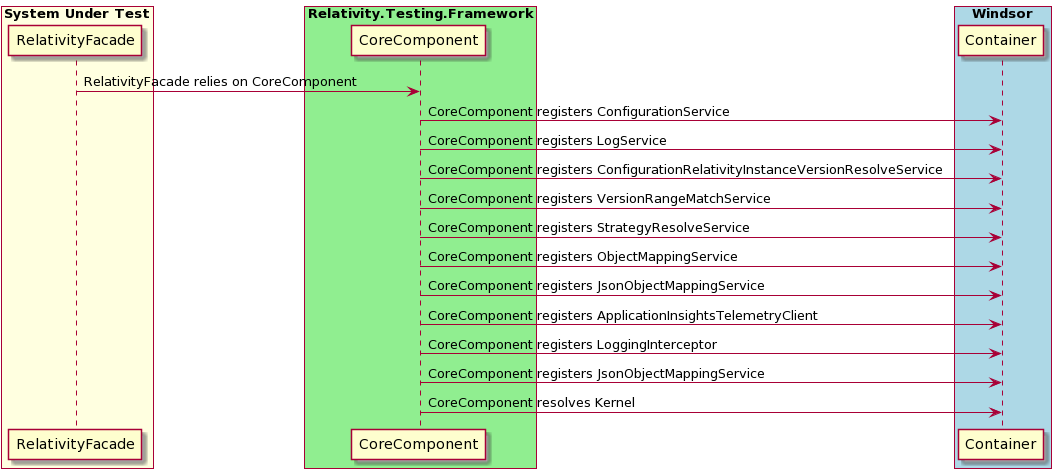 System Under Test
Relativity.Testing.Framework
Windsor
RelativityFacade
CoreComponent
Container
RelativityFacade relies on CoreComponent
CoreComponent registers ConfigurationService
CoreComponent registers LogService
CoreComponent registers ConfigurationRelativityInstanceVersionResolveService
CoreComponent registers VersionRangeMatchService
CoreComponent registers StrategyResolveService
CoreComponent registers ObjectMappingService
CoreComponent registers JsonObjectMappingService
CoreComponent registers ApplicationInsightsTelemetryClient
CoreComponent registers LoggingInterceptor
CoreComponent registers JsonObjectMappingService
CoreComponent resolves Kernel
RelativityFacade
CoreComponent
Container